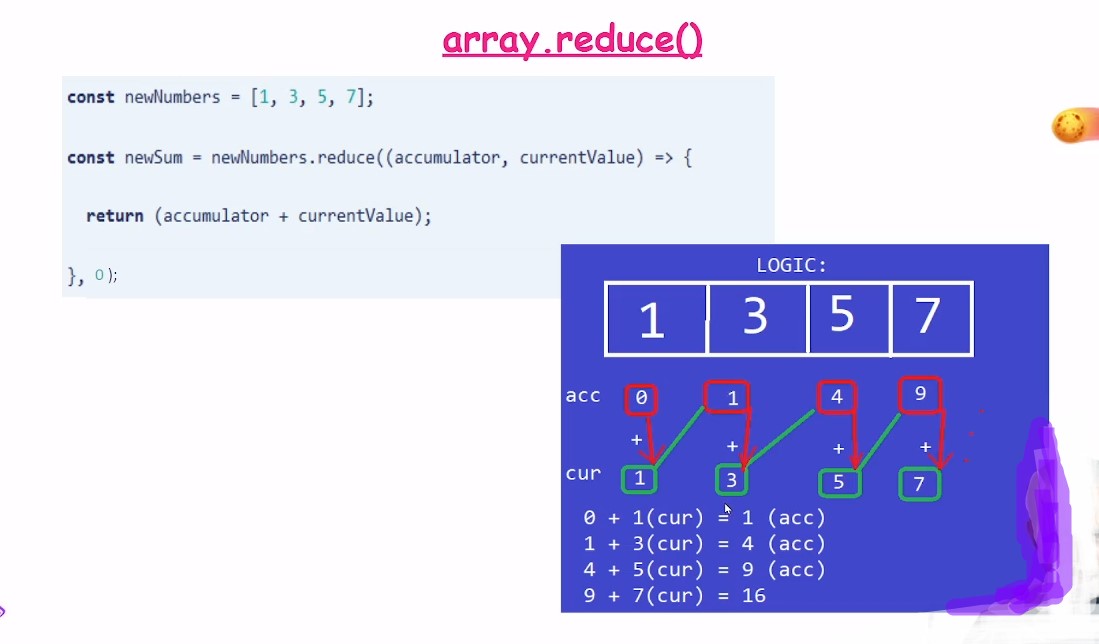 array.reduce()
const newNumbers = [1, 3, 5, 7];
const newSum = newNumbers.reduce((accumulator, currentValue) => {
return (accumulator + currentValue);
}, 0 );
LOGIC:
1 3 5 7
acc 0 1 4 9
+ + + +
cur 1 3 5 7
0 + 1(cur) = 1 (acc)
1 + 3(cur) = 4 (acc)
4 + 5(cur) = 9 (acc)
9 + 7(cur) = 16